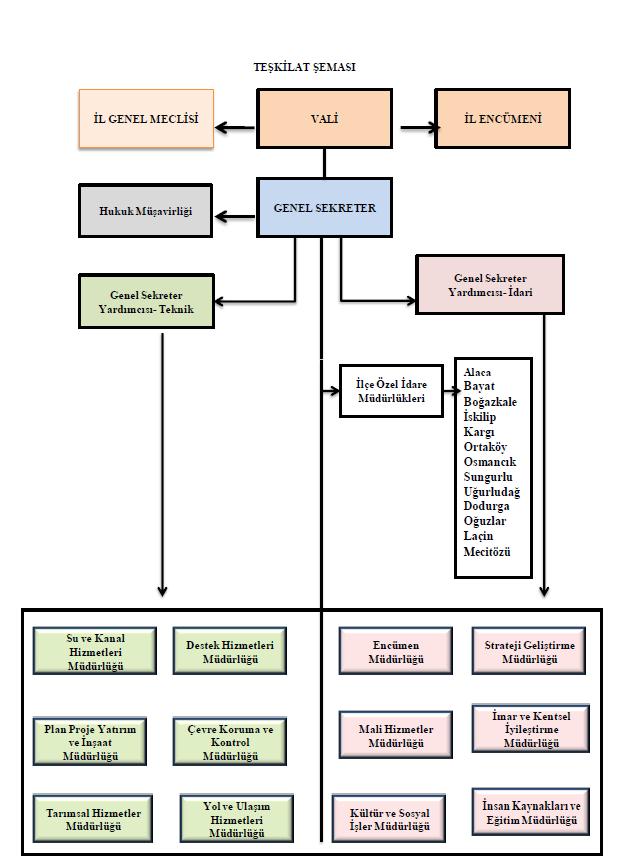 TEŞKİLAT ŞEMASI
İL GENEL MECLİSİ
VALİ
İL ENCÜMENİ
Hukuk Müşavirliği
GENEL SEKRETER
Genel Sekreter
Yardımcısı- Teknik
Genel Sekreter
Yardımcısı- İdari
İlçe Özel İdare
Müdürlükleri
Alaca
Bayat
Boğazkale
İskilip
Kargı
Ortaköy
Osmancık
Sungurlu
Uğurludağ
Dodurga
Oğuzlar
Laçin
Mecitözü
Su ve Kanal
Hizmetleri
Müdürlüğü
Destek Hizmetleri
Müdürlüğü
Encümen
Müdürlüğü
Strateji Geliştirme
Müdürlüğü
Plan Proje Yatırım
ve İnşaat
Müdürlüğü
Çevre Koruma ve
Kontrol
Müdürlüğü
Mali Hizmetler
Müdürlüğü
İmar ve Kentsel
İyileştirme
Müdürlüğü
Tarımsal Hizmetler
Müdürlüğü
Yol ve Ulaşım
Hizmetleri
Müdürlüğü
Kültür ve Sosyal
İşler Müdürlüğü
İnsan Kaynakları ve
Eğitim Müdürlüğü